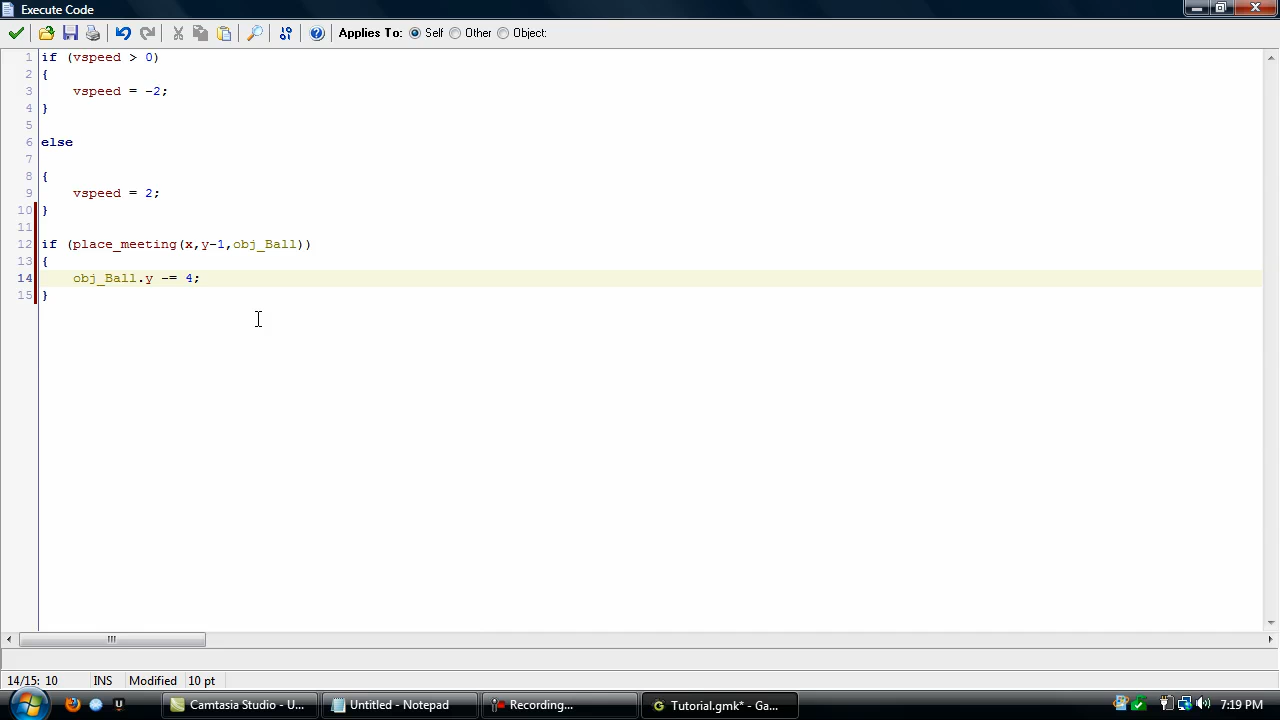 Execute Code
Applies To: Self Other Object:
1 if (vspeed > 0)
2 {
3 vspeed = -2;
4 }
5
6 else
7
8 {
9 vspeed = 2;
10 }
11
12 if (place_meeting(x,y-1,obj_Ball))
13 {
14 obj_Ball.y -= 4;
15 }
14/15: 10 INS Modified 10 pt
Camtasia Studio - U... Untitled - Notepad Recording... Tutorial.gmk* - Ga... 7:19 PM